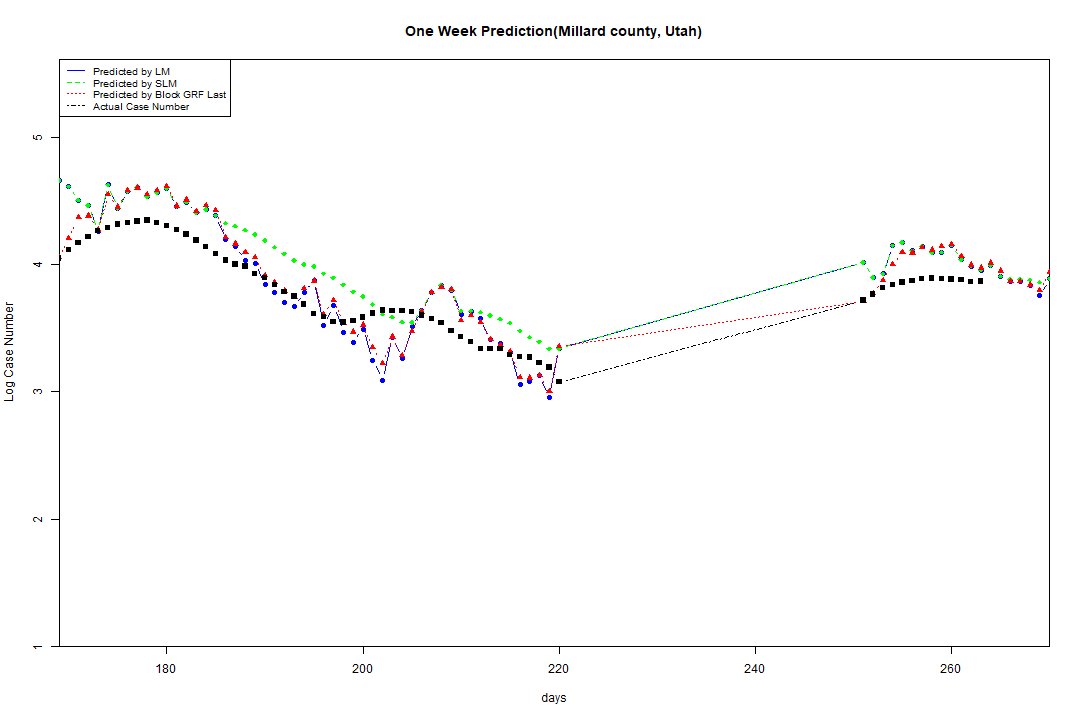 One Week Prediction(Millard county, Utah)
Predicted by LM
Predicted by SLM
Predicted by Block GRF Last
Actual Case Number
5
4
3
2
1
Log Case Number
180 200 220 240 260
days